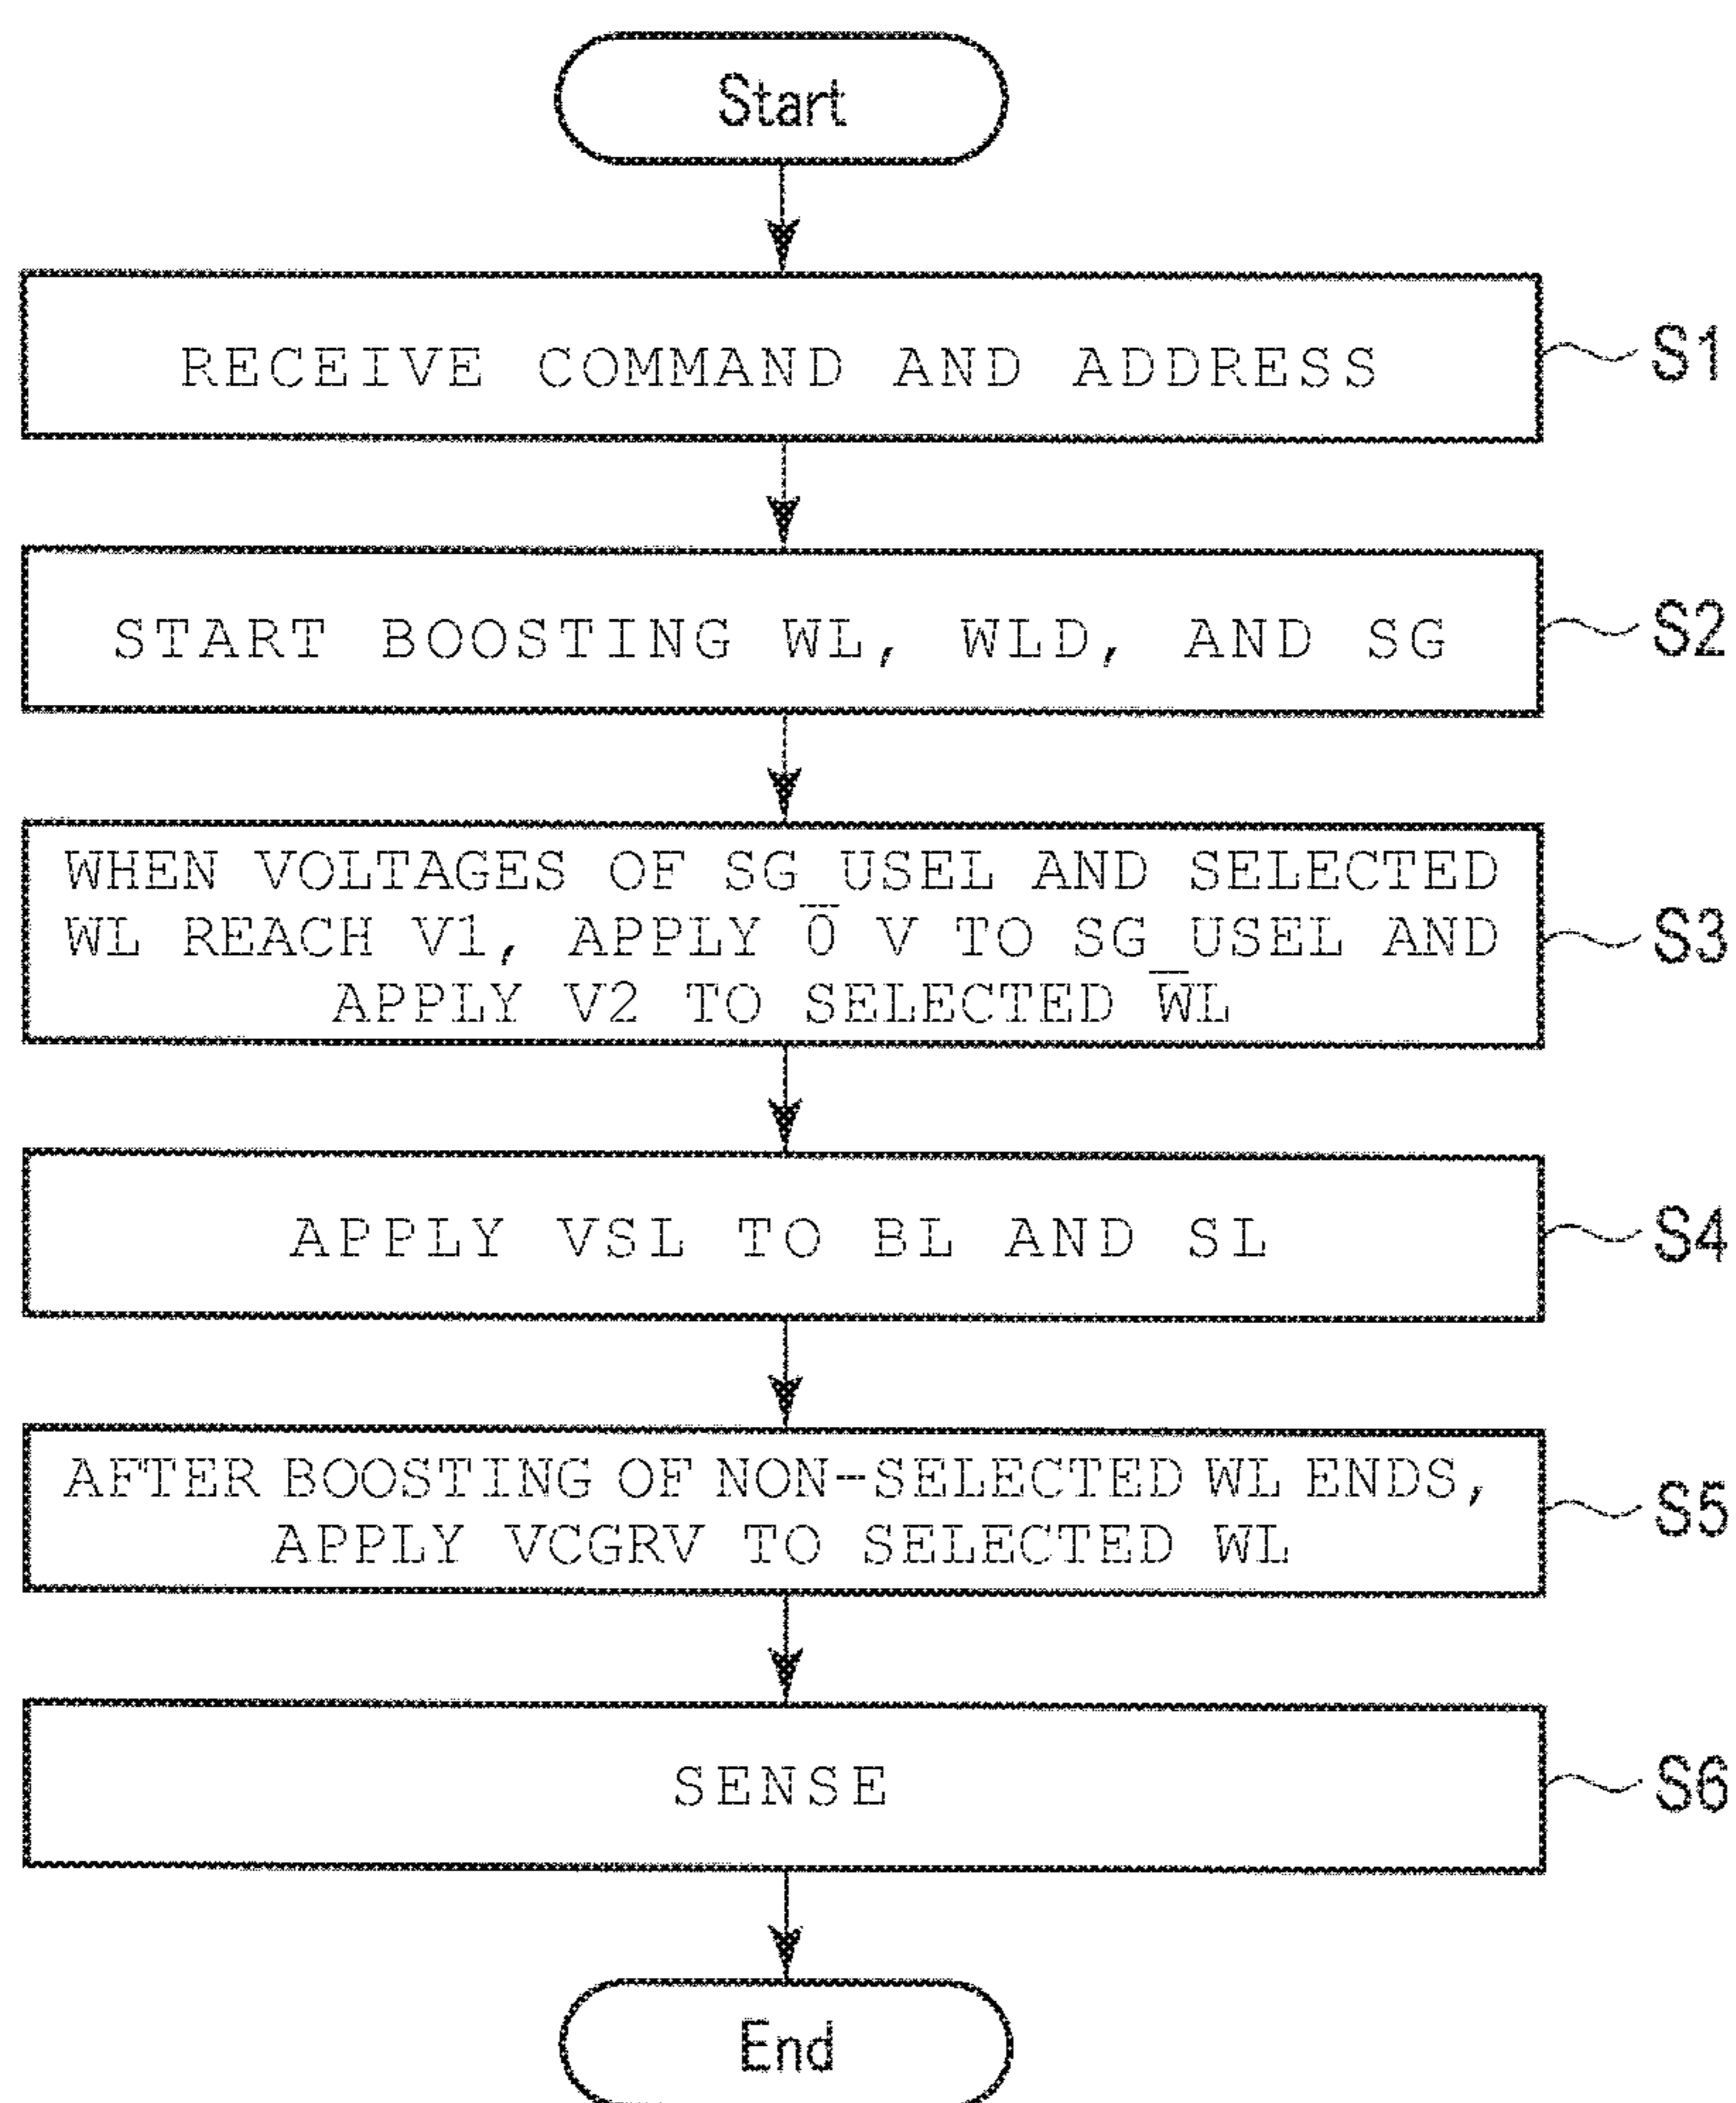 Start
RECEIVE COMMAND AND ADDRESS
S1
START BOOSTING WL, WLD, AND SG
S2
WHEN VOLTAGES OF SG_USEL AND SELECTED
WL REACH V1, APPLY 0 V TO SG_USEL AND
APPLY V2 TO SELECTED WL
S3
APPLY VSL TO BL AND SL
S4
AFTER BOOSTING OF NON-SELECTED WL ENDS,
APPLY VCGRV TO SELECTED WL
S5
SENSE
S6
End